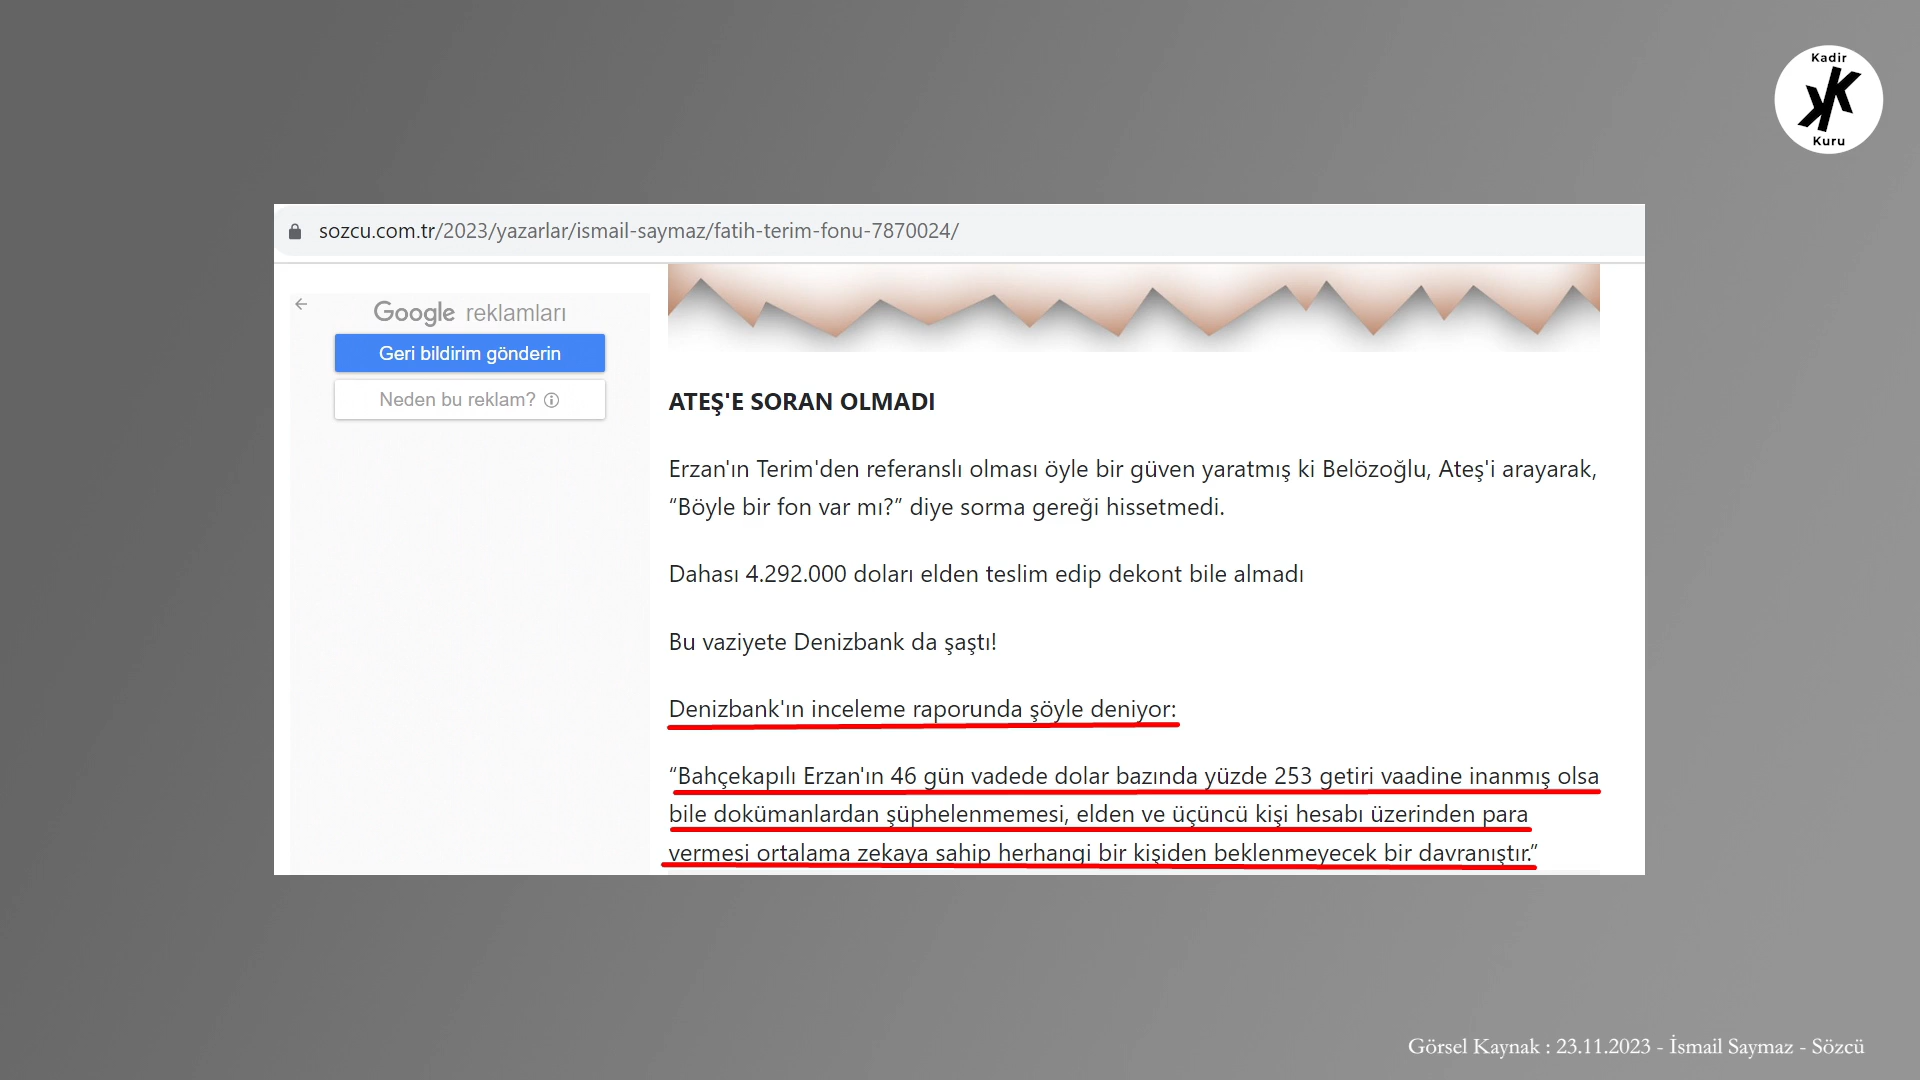 Kadir
KK
Kuru
sozcu.com.tr/2023/yazarlar/ismail-saymaz/fatih-terim-fonu-7870024/
Google reklamları
Geri bildirim gönderin
Neden bu reklam?
ATEŞ'E SORAN OLMADI
Erzan'ın Terim'den referanslı olması öyle bir güven yaratmış ki Belözoğlu, Ateş'i arayarak,
“Böyle bir fon var mı?” diye sorma gereği hissetmedi.
Dahası 4.292.000 doları elden teslim edip dekont bile almadı
Bu vaziyete Denizbank da şaştı!
Denizbank'ın inceleme raporunda şöyle deniyor:
“Bahçekapılı Erzan'ın 46 gün vadede dolar bazında yüzde 253 getiri vaadine inanmış olsa
bile dokümanlardan şüphelenmemesi, elden ve üçüncü kişi hesabı üzerinden para
vermesi ortalama zekaya sahip herhangi bir kişiden beklenmeyecek bir davranıştır.”
Görsel Kaynak : 23.11.2023 - İsmail Saymaz - Sözcü